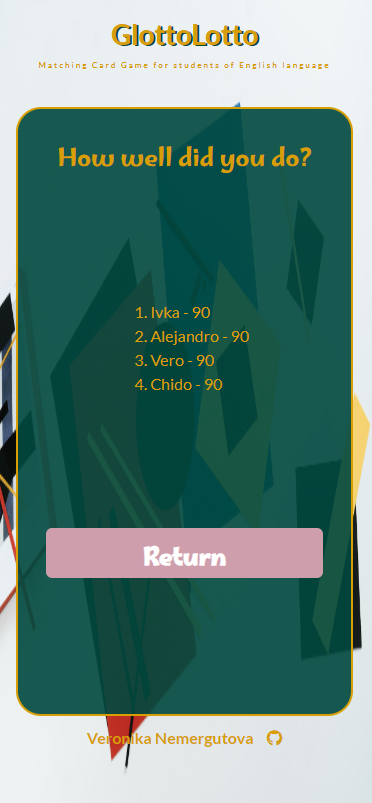 GlottoLotto
Matching Card Game for students of English language
How well did you do?
1. Ivka - 90
2. Alejandro - 90
3. Vero - 90
4. Chido - 90
Return
Veronika Nemergutova